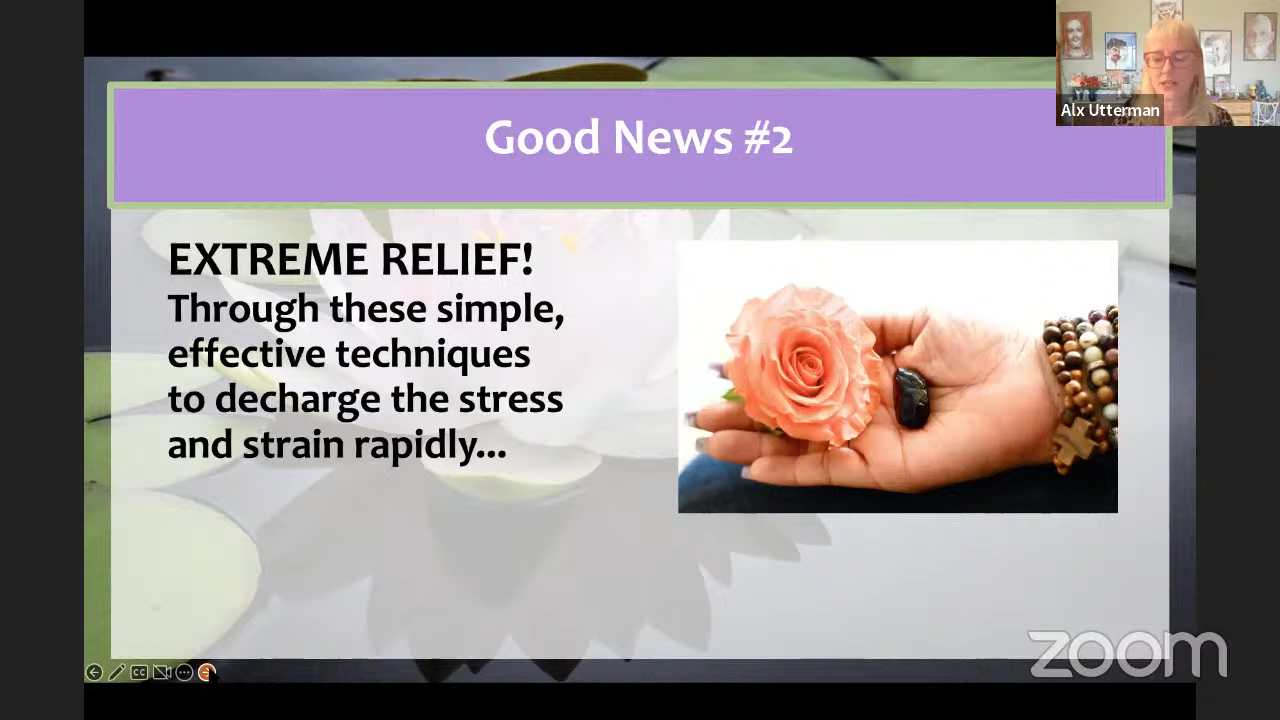 Good News #2
Alx Utterman
EXTREME RELIEF!
Through these simple,
effective techniques
to decharge the stress
and strain rapidly...
CC
zoom